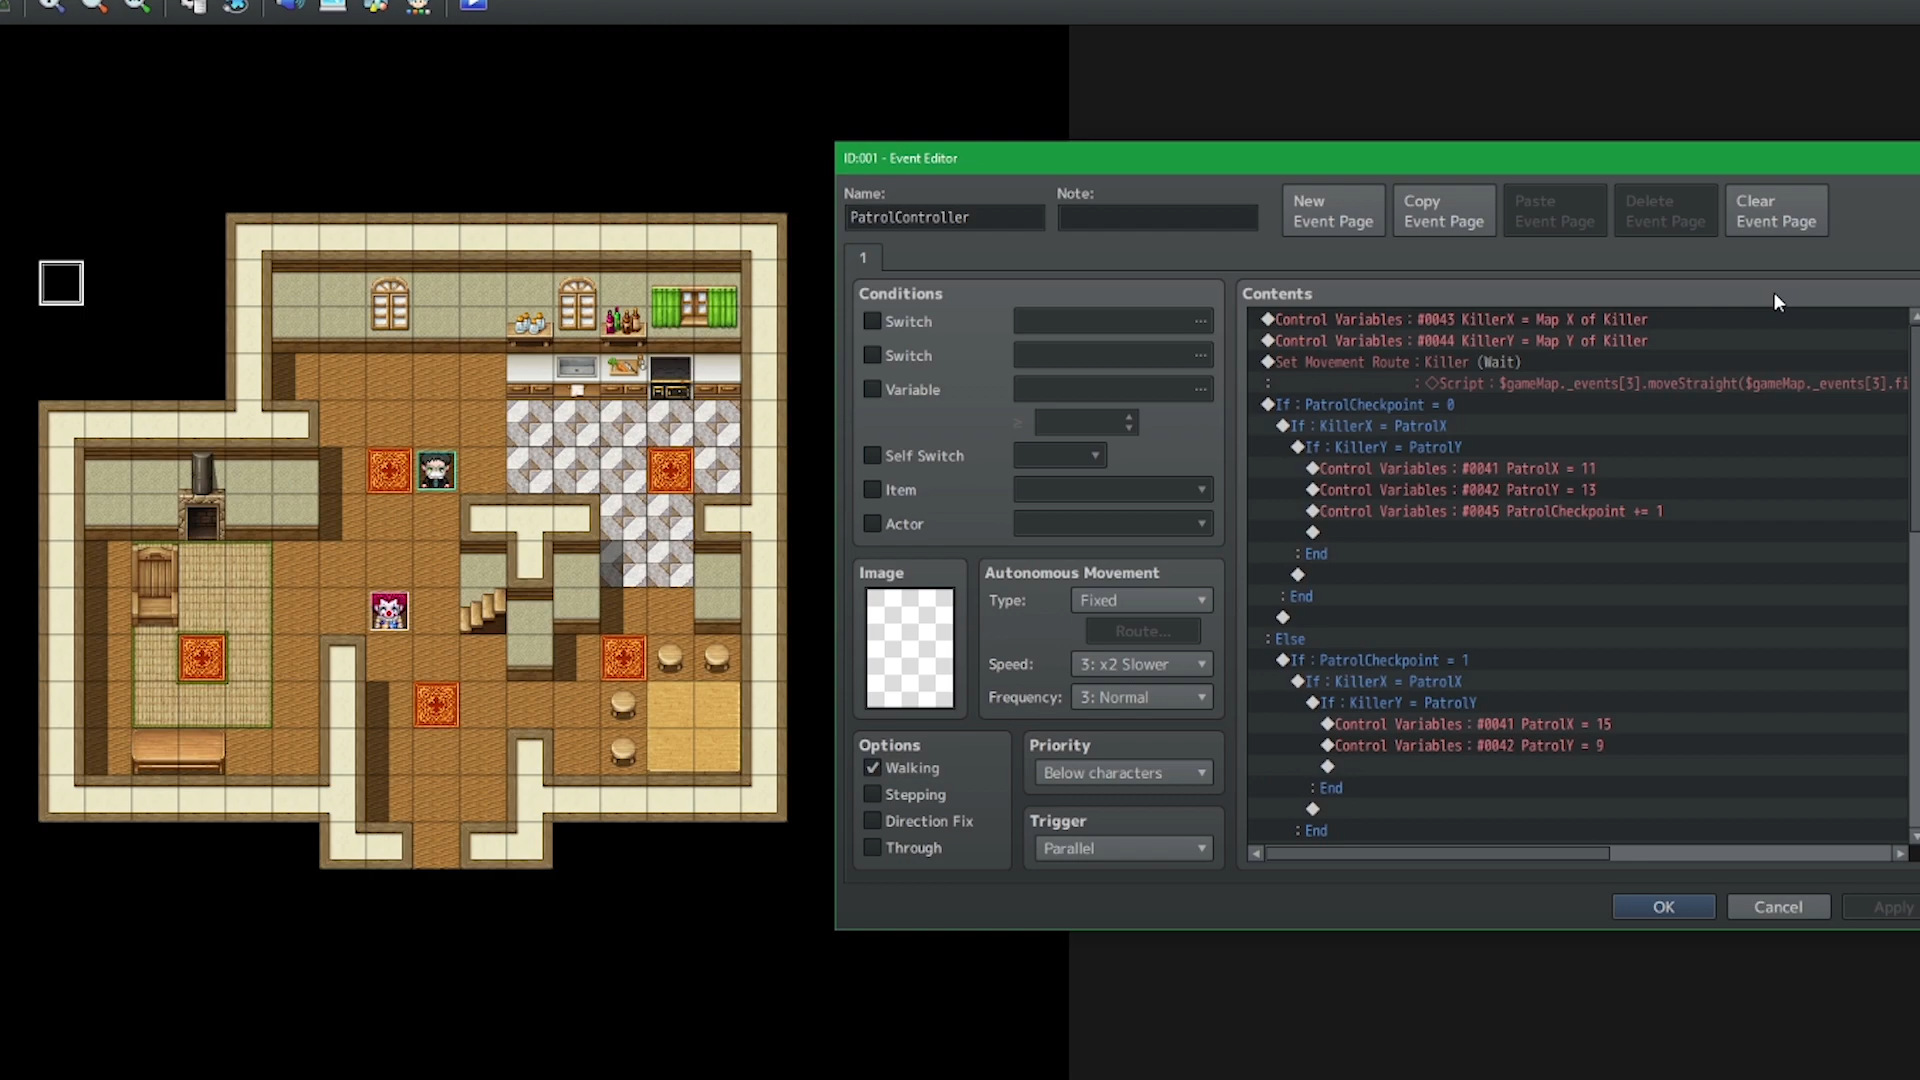 ID:001 - Event Editor
Name:
Note:
PatrolController
New Event Page
Copy Event Page
Paste Event Page
Delete Event Page
Clear Event Page
1
Conditions
Switch
...
Switch
...
Variable
...
≥
Self Switch
Item
Actor
Image
Autonomous Movement
Type:
Fixed
Route...
Speed:
3: x2 Slower
Frequency:
3: Normal
Options
Walking
Stepping
Direction Fix
Through
Priority
Below characters
Trigger
Parallel
Contents
◆Control Variables : #0043 KillerX = Map X of Killer
◆Control Variables : #0044 KillerY = Map Y of Killer
◆Set Movement Route : Killer (Wait)
: : ◇Script : $gameMap._events[3].moveStraight($gameMap._events[3].fi
◆If : PatrolCheckpoint = 0
◆If : KillerX = PatrolX
◆If : KillerY = PatrolY
◆Control Variables : #0041 PatrolX = 11
◆Control Variables : #0042 PatrolY = 13
◆Control Variables : #0045 PatrolCheckpoint += 1
◆
: End
◆
: End
◆
: Else
◆If : PatrolCheckpoint = 1
◆If : KillerX = PatrolX
◆If : KillerY = PatrolY
◆Control Variables : #0041 PatrolX = 15
◆Control Variables : #0042 PatrolY = 9
◆
: End
◆
: End
OK
Cancel
Apply